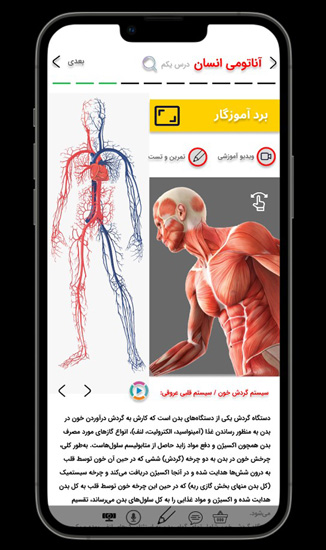 آناتومی انسان درس یکم بعدی
برد آموزگار
ویدیو آموزشی تمرین و تست
سیستم گردش خون / سیستم قلبی عروقی:
دستگاه گردش یکی از دستگاه‌های بدن است که کارش به گردش درآوردن خون در
بدن به منظور رساندن غذا (آمینواسید، الکترولیت، لنف)، انواع گازهای مورد مصرف
بدن همچون اکسیژن و دفع مواد زاید حاصل از متابولیسم سلول‌هاست. به‌طور کلی،
چرخش خون در بدن به دو چرخه (گردش) ششی که در حین آن خون توسط قلب
به درون شش‌ها هدایت شده و در آنجا اکسیژن دریافت می‌کند و چرخه سیستمیک
(کل بدن منهای بخش گازی ریه) که در حین آن خون توسط قلب به کل بدن
هدایت شده و اکسیژن و مواد غذایی را به کل سلول‌های بدن می‌رساند، تقسیم
می‌شود.